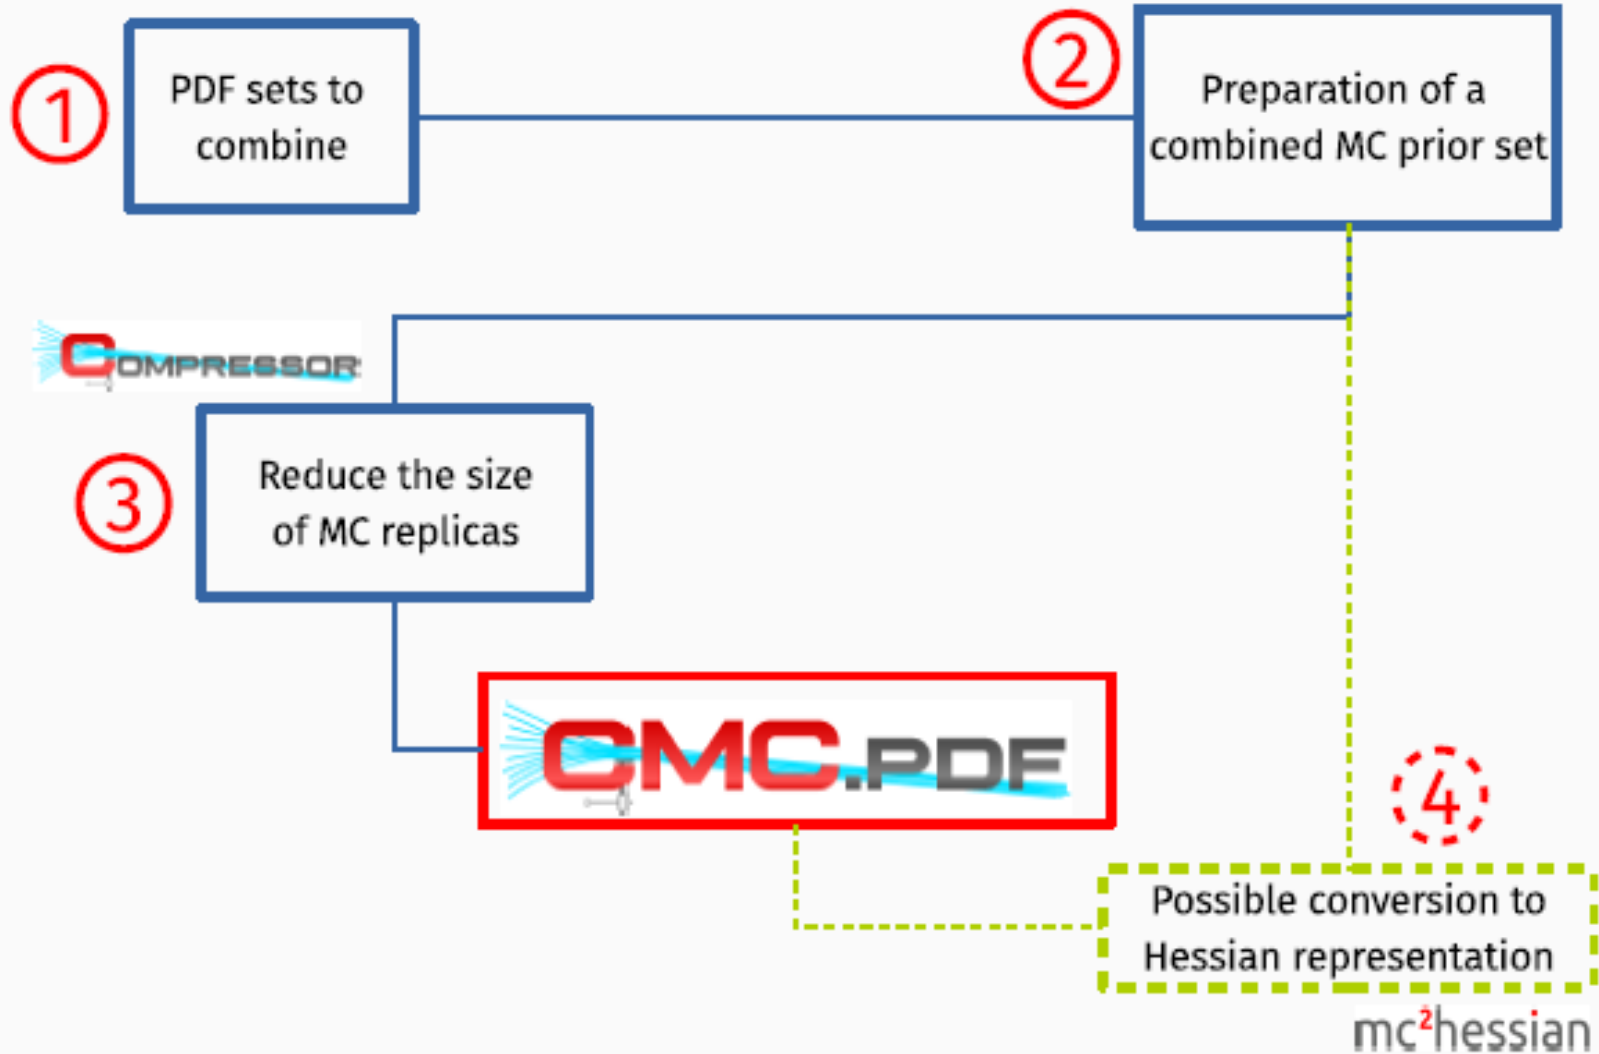 1
PDF sets to
combine
2
Preparation of a
combined MC prior set
COMPRESSOR
3
Reduce the size
of MC replicas
CMC.PDF
4
Possible conversion to
Hessian representation
mc²hessian